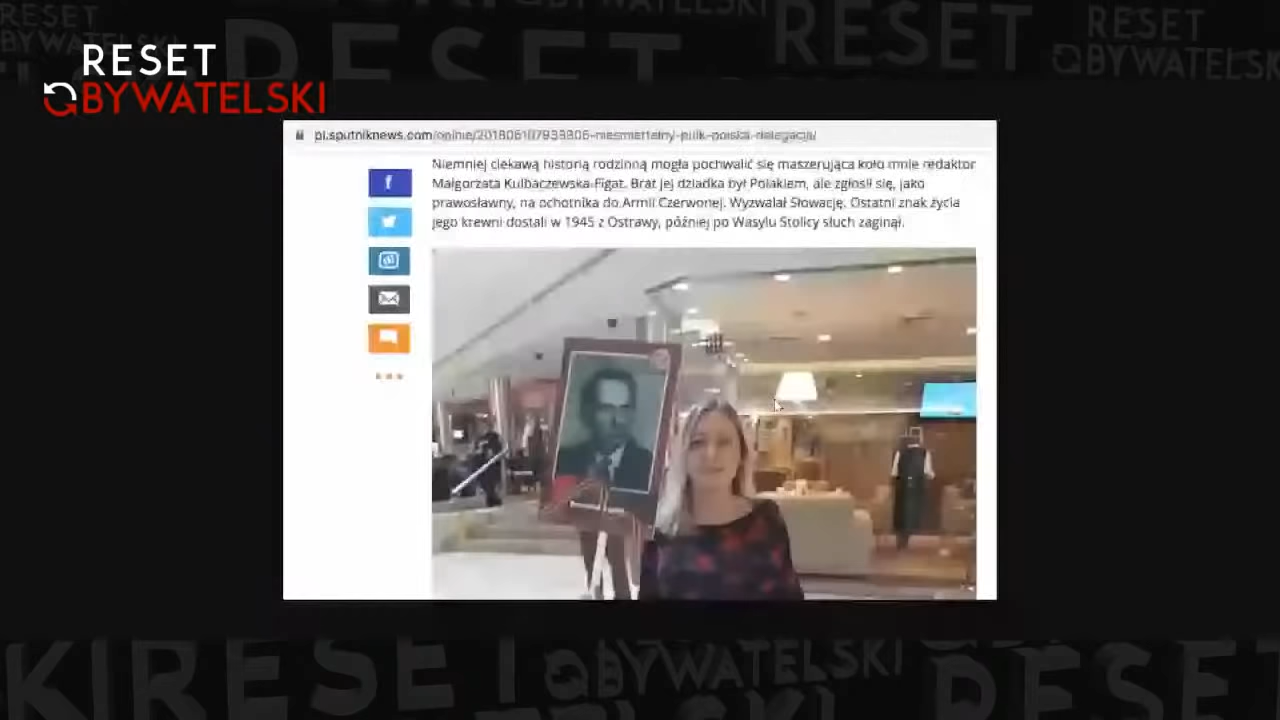 RESET
OBYWATELSKI
pl.sputniknews.com/opinie/201806107939306-niesmiertelny-pulk-polska-delegacja/
Niemniej ciekawą historią rodzinną mogła pochwalić się maszerująca koło mnie redaktor
Małgorzata Kulbaczewska-Figat. Brat jej dziadka był Polakiem, ale zgłosił się, jako
prawosławny, na ochotnika do Armii Czerwonej. Wyzwalał Słowację. Ostatni znak życia
jego krewni dostali w 1945 z Ostrawy, później po Wasylu Stolicy słuch zaginął.